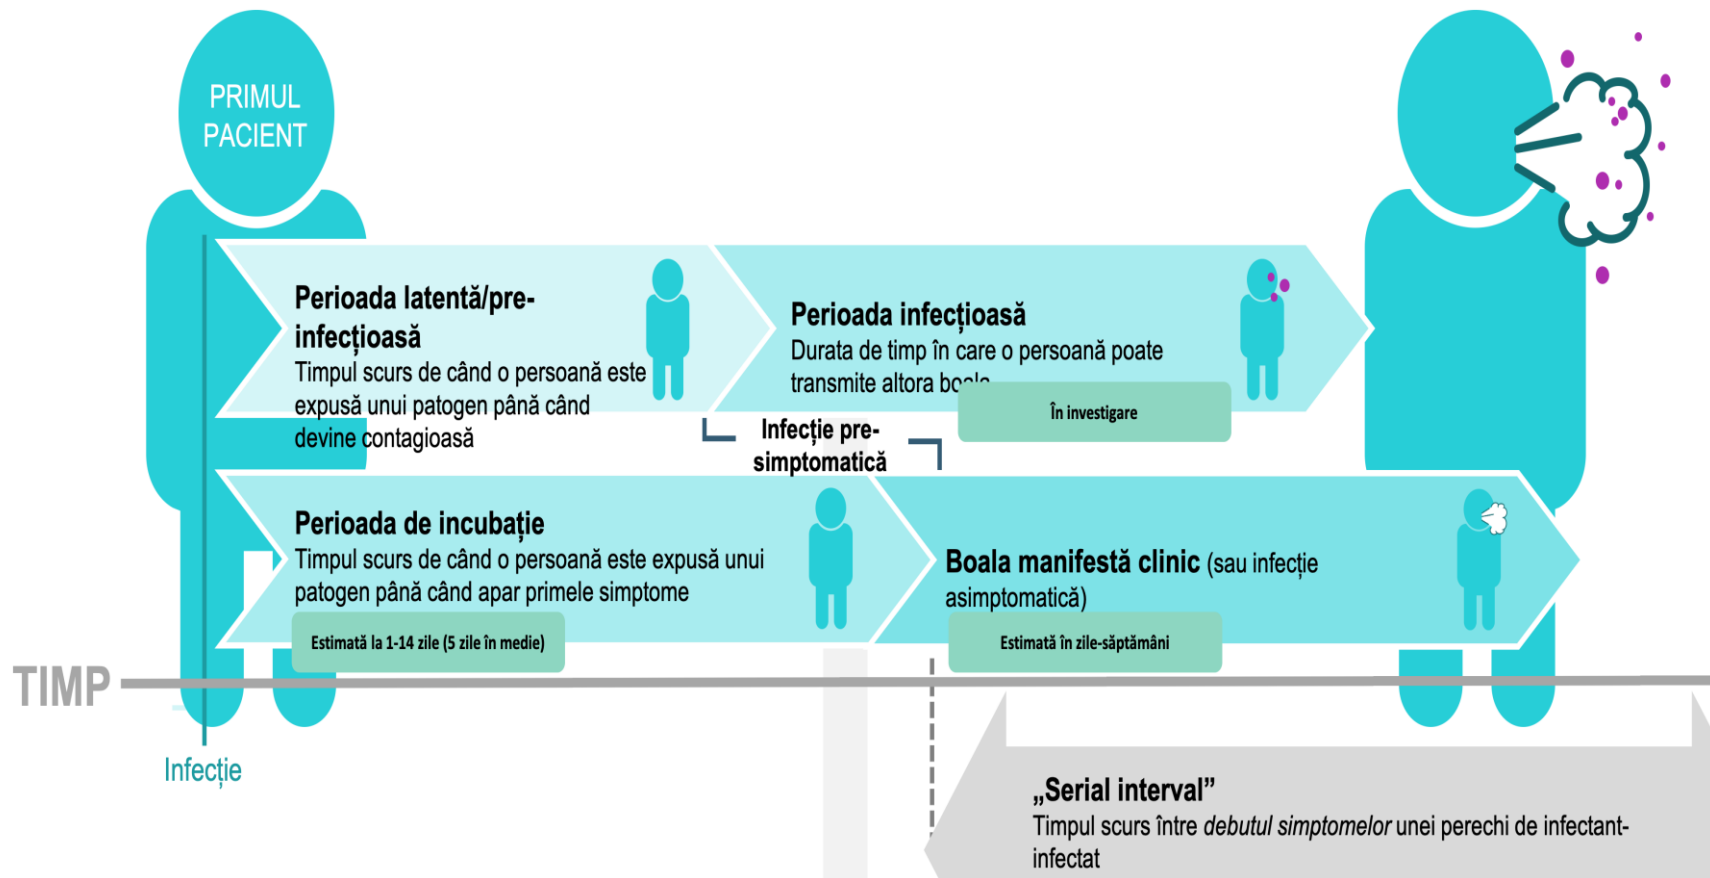 PRIMUL
PACIENT
Perioada latentă/pre-
infecțioasă
Timpul scurs de când o persoană este
expusă unui patogen până când
devine contagioasă
Perioada infecțioasă
Durata de timp în care o persoană poate
transmite altora boala
În investigare
Infecție pre-
simptomatică
Perioada de incubație
Timpul scurs de când o persoană este expusă unui
patogen până când apar primele simptome
Estimată la 1-14 zile (5 zile în medie)
Boala manifestă clinic (sau infecție
asimptomatică)
Estimată în zile-săptămâni
TIMP
Infecție
„Serial interval”
Timpul scurs între debutul simptomelor unei perechi de infectant-
infectat